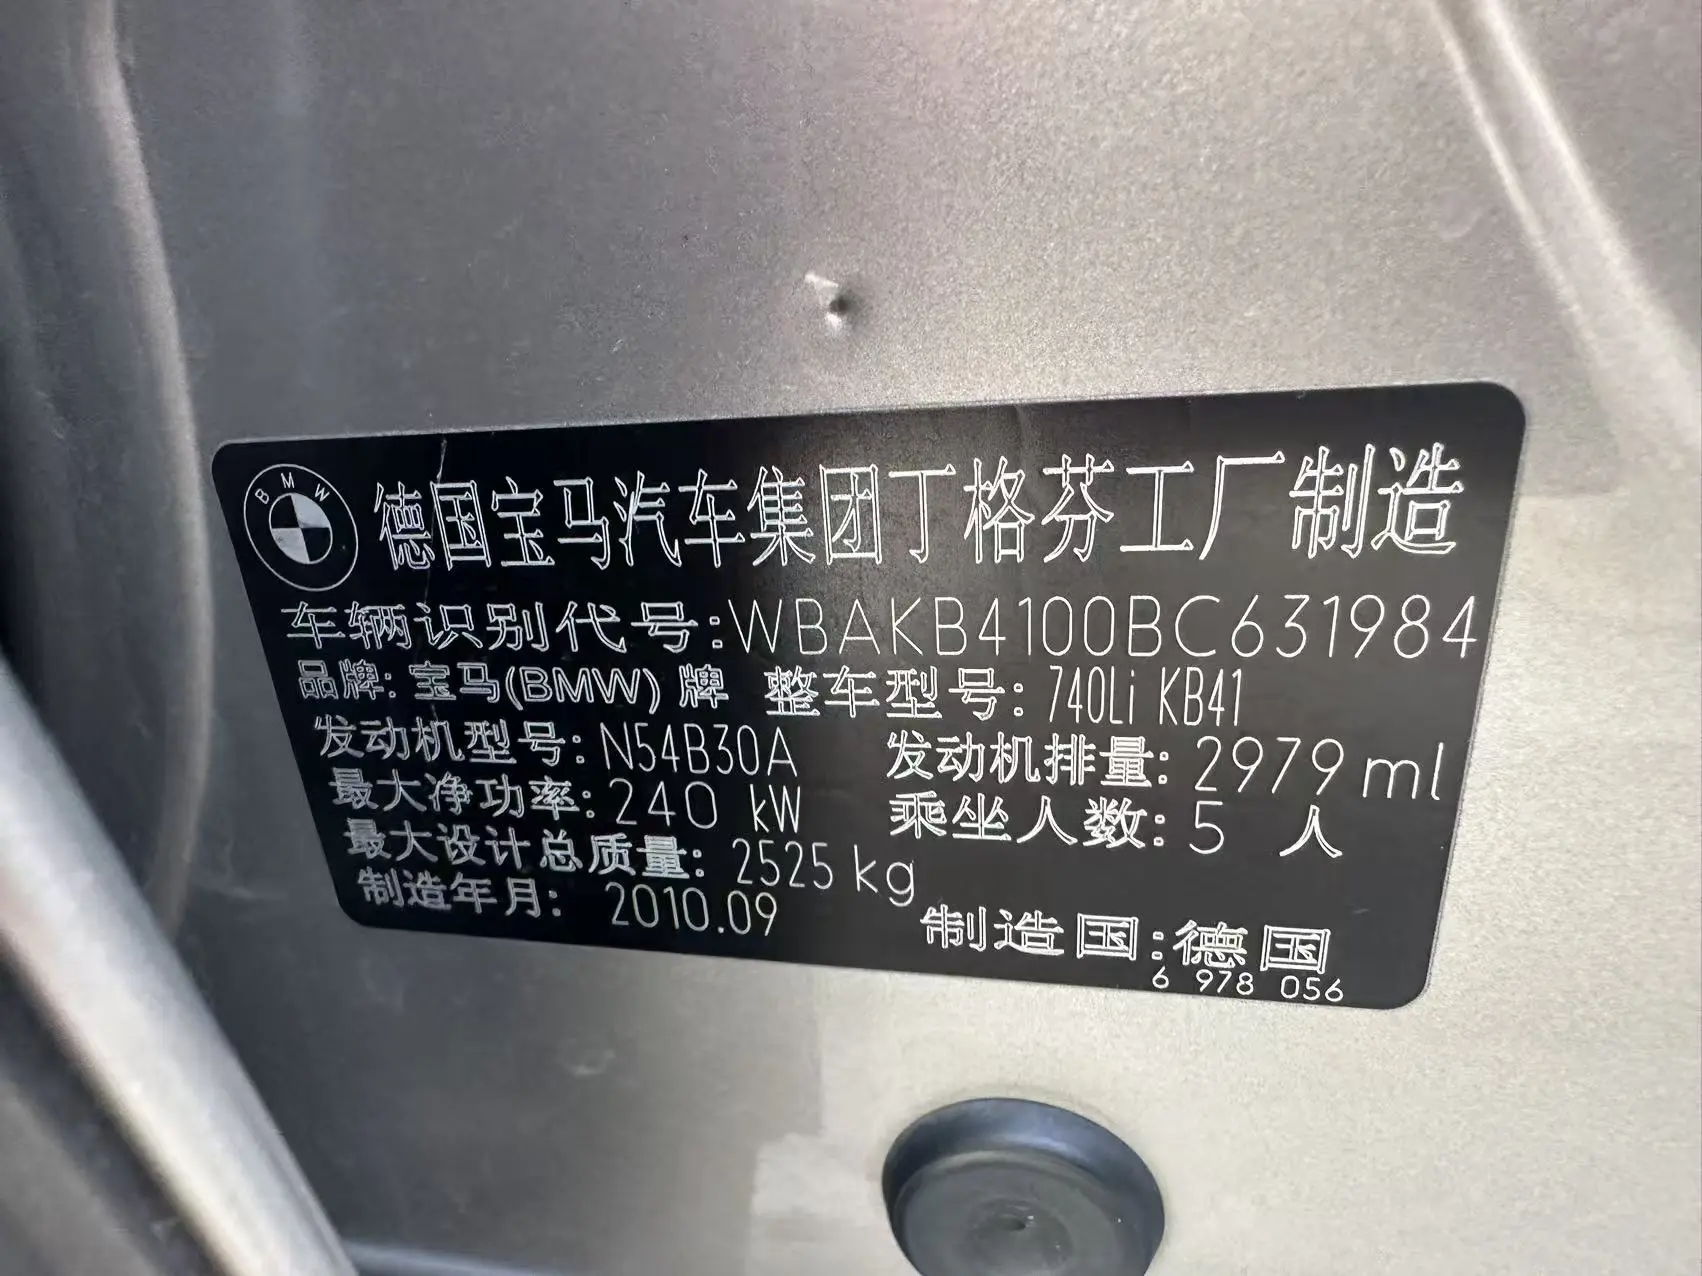 BMW
德国宝马汽车集团丁格芬工厂制造
车辆识别代号:WBAKB4100BC631984
品牌: 宝马(BMW) 牌 整车型号: 740Li KB41
发动机型号: N54B30A 发动机排量: 2979 ml
最大净功率: 240 kW 乘坐人数: 5 人
最大设计总质量: 2525 kg
制造年月: 2010.09 制造国: 德国
6 978 056